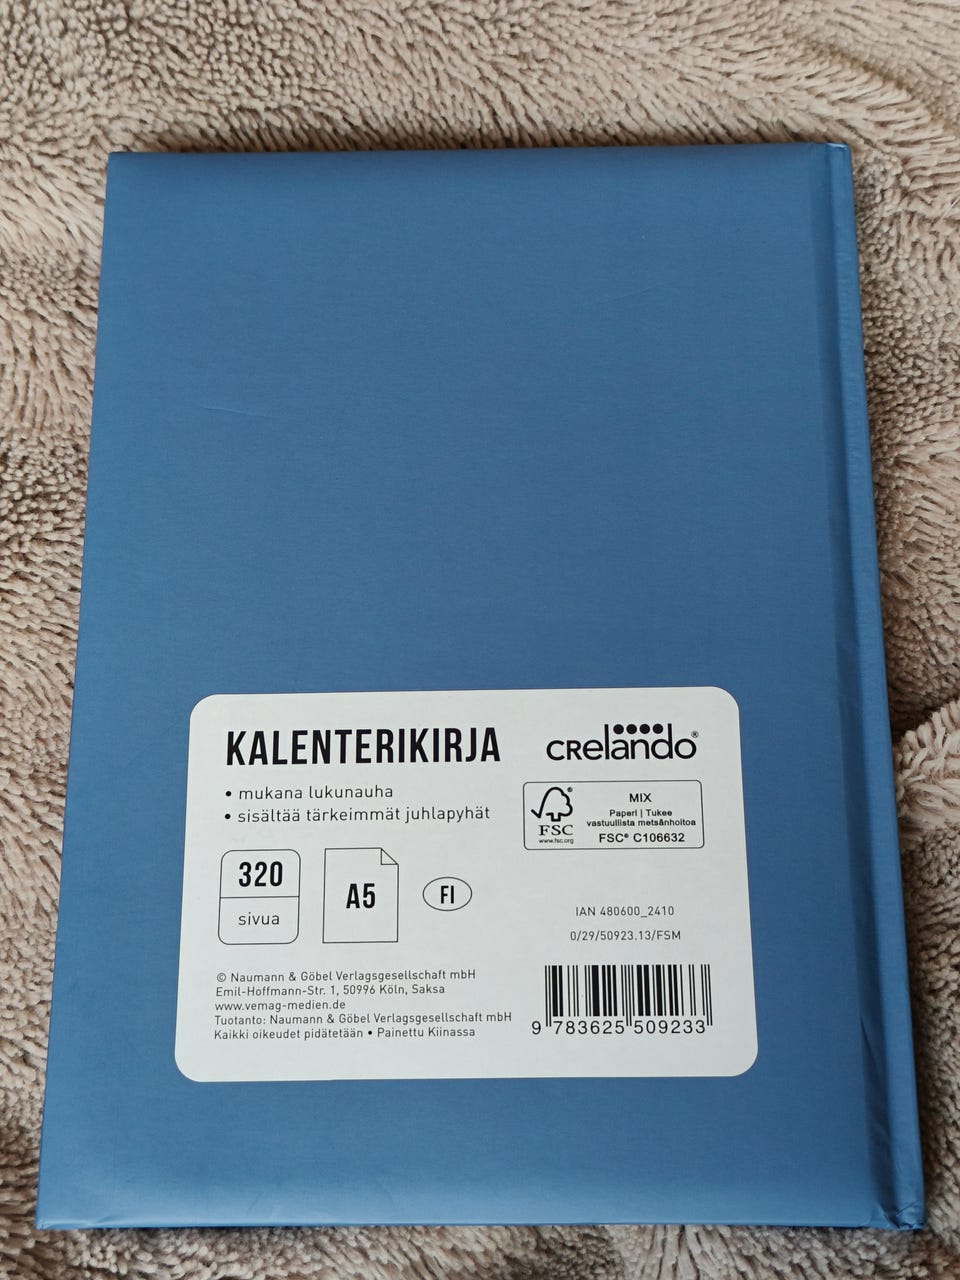 KALENTERIKIRJA
• mukana lukunauha
• sisältää tärkeimmät juhlapyhät
crelando®
FSC®
www.fsc.org
MIX
Paperi | Tukee
vastuullista metsänhoitoa
FSC® C106632
320
sivua
A5
FI
IAN 480600_2410
0/29/50923.13/FSM
© Naumann & Göbel Verlagsgesellschaft mbH
Emil-Hoffmann-Str. 1, 50996 Köln, Saksa
www.vemag-medien.de
Tuotanto: Naumann & Göbel Verlagsgesellschaft mbH
Kaikki oikeudet pidätetään • Painettu Kiinassa
9 783625 509233